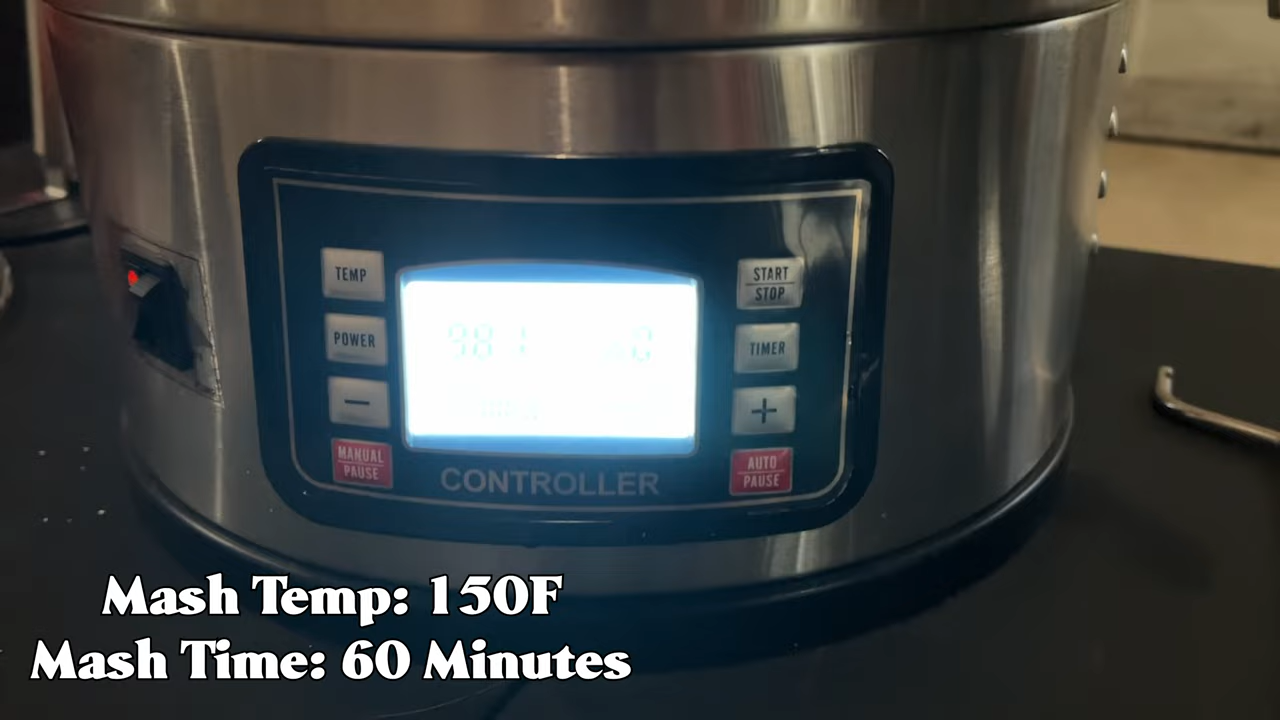 TEMP
START
STOP
POWER
TIMER
MANUAL
PAUSE
AUTO
PAUSE
CONTROLLER
Mash Temp: 150F
Mash Time: 60 Minutes